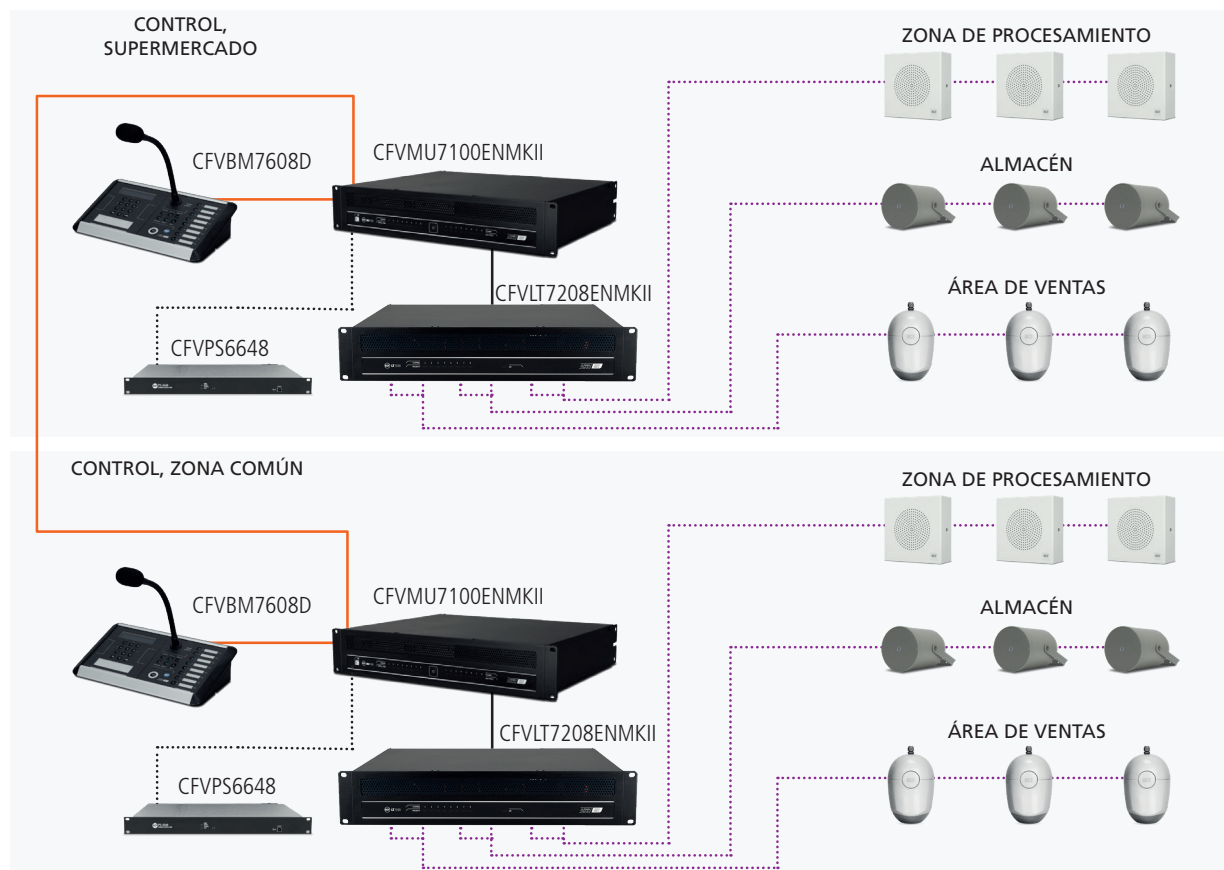 CONTROL,
SUPERMERCADO
ZONA DE PROCESAMIENTO
CFVBM7608D
CFVMU7100ENMKII
ALMACÉN
CFVLT7208ENMKII
ÁREA DE VENTAS
CFVPS6648
CONTROL, ZONA COMÚN
ZONA DE PROCESAMIENTO
CFVBM7608D
CFVMU7100ENMKII
ALMACÉN
CFVLT7208ENMKII
ÁREA DE VENTAS
CFVPS6648